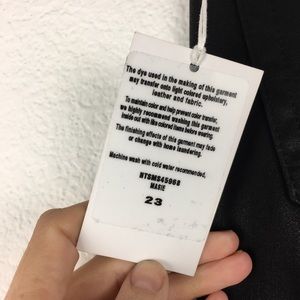 The dye used in the making of this garment
may transfer onto light colored upholstery,
leather and fabric.
To maintain color and help prevent color transfer,
we highly recommend washing this garment
inside out with like colored items before wearing.
The finishing effects of this garment may fade
or change with home laundering.
Machine wash with cold water recommended,
NTSMS45968
MASIE
23